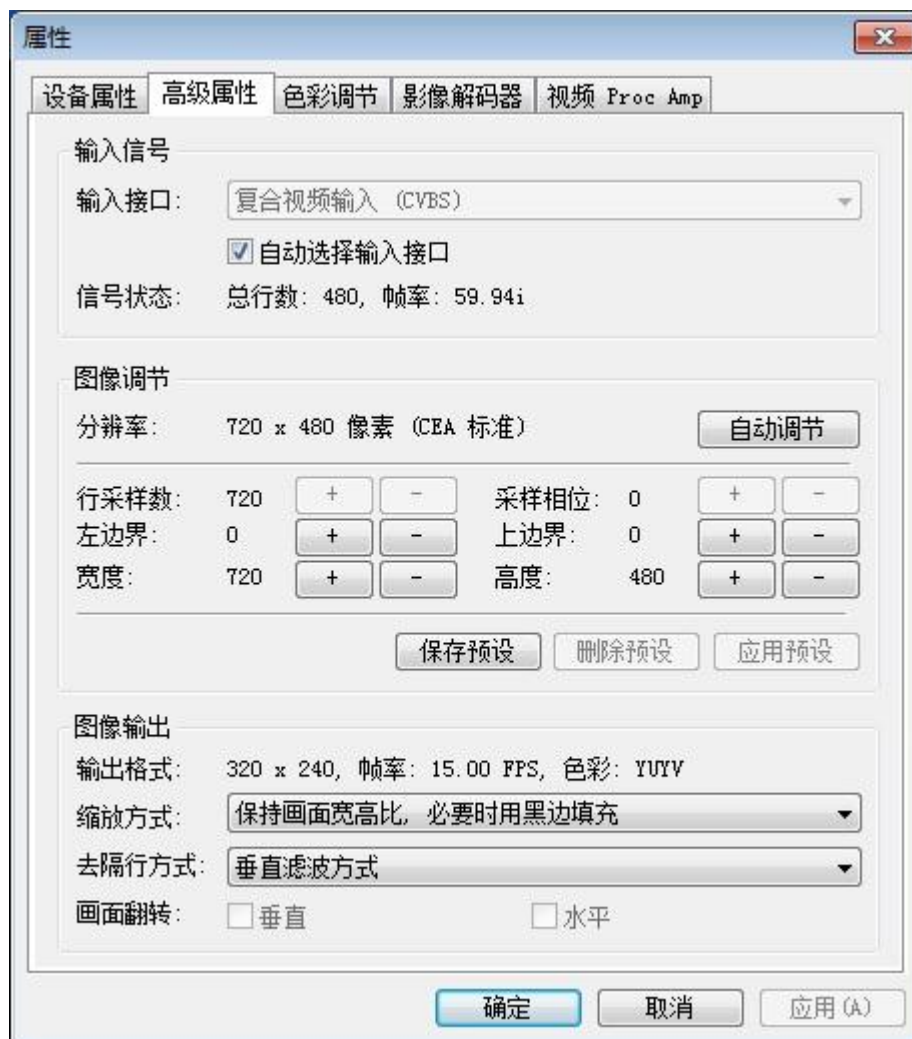 属性
设备属性 高级属性 色彩调节 影像解码器 视频 Proc Amp
输入信号
输入接口: 复合视频输入 (CVBS)
自动选择输入接口
信号状态: 总行数: 480, 帧率: 59.94i
图像调节
分辨率: 720 x 480 像素 (CEA 标准) 自动调节
行采样数: 720 + - 采样相位: 0 + -
左边界: 0 + - 上边界: 0 + -
宽度: 720 + - 高度: 480 + -
保存预设 删除预设 应用预设
图像输出
输出格式: 320 x 240, 帧率: 15.00 FPS, 色彩: YUYV
缩放方式: 保持画面宽高比, 必要时用黑边填充
去隔行方式: 垂直滤波方式
画面翻转: 垂直 水平
确定 取消 应用(A)